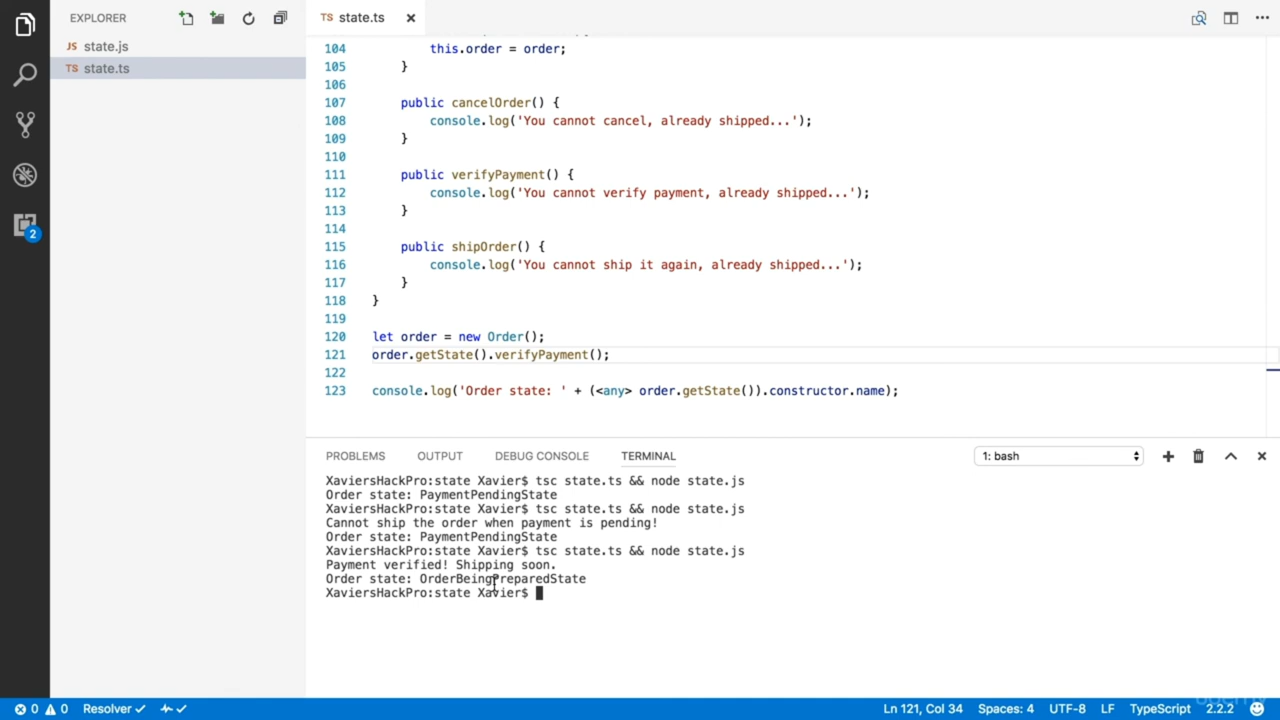 EXPLORER
JS state.js
TS state.ts
2
TS state.ts
104 this.order = order;
105 }
106
107 public cancelOrder() {
108 console.log('You cannot cancel, already shipped...');
109 }
110
111 public verifyPayment() {
112 console.log('You cannot verify payment, already shipped...');
113 }
114
115 public shipOrder() {
116 console.log('You cannot ship it again, already shipped...');
117 }
118 }
119
120 let order = new Order();
121 order.getState().verifyPayment();
122
123 console.log('Order state: ' + (<any> order.getState()).constructor.name);
PROBLEMS OUTPUT DEBUG CONSOLE TERMINAL 1: bash
XaviersHackPro:state Xavier$ tsc state.ts && node state.js
Order state: PaymentPendingState
XaviersHackPro:state Xavier$ tsc state.ts && node state.js
Cannot ship the order when payment is pending!
Order state: PaymentPendingState
XaviersHackPro:state Xavier$ tsc state.ts && node state.js
Payment verified! Shipping soon.
Order state: OrderBeingPreparedState
XaviersHackPro:state Xavier$
0 0 Resolver Ln 121, Col 34 Spaces: 4 UTF-8 LF TypeScript 2.2.2